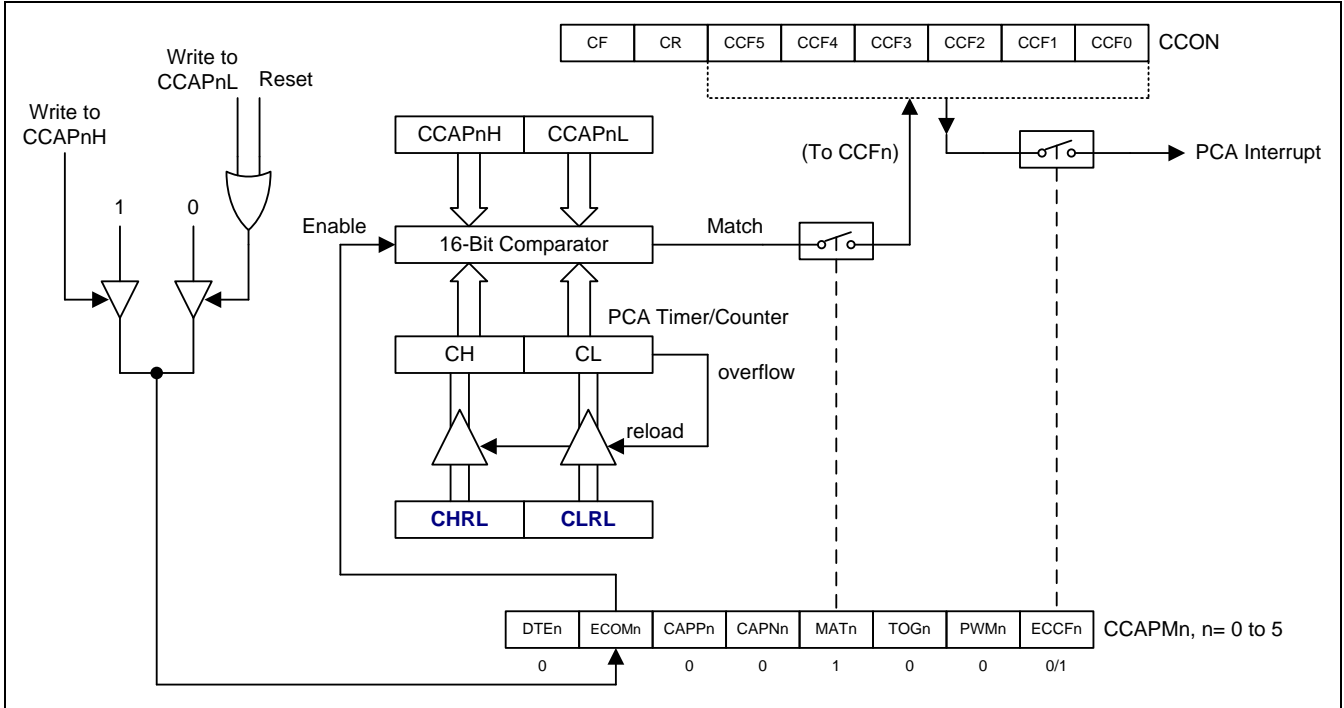 CF CR CCF5 CCF4 CCF3 CCF2 CCF1 CCF0 CCON
Write to
CCAPnL
Reset
Write to
CCAPnH
CCAPnH CCAPnL
(To CCFn)
PCA Interrupt
1 0
Enable
16-Bit Comparator
Match
PCA Timer/Counter
CH CL
overflow
reload
CHRL CLRL
DTEn ECOMn CAPPn CAPNn MATn TOGn PWMn ECCFn CCAPMn, n= 0 to 5
0 0 0 1 0 0 0/1